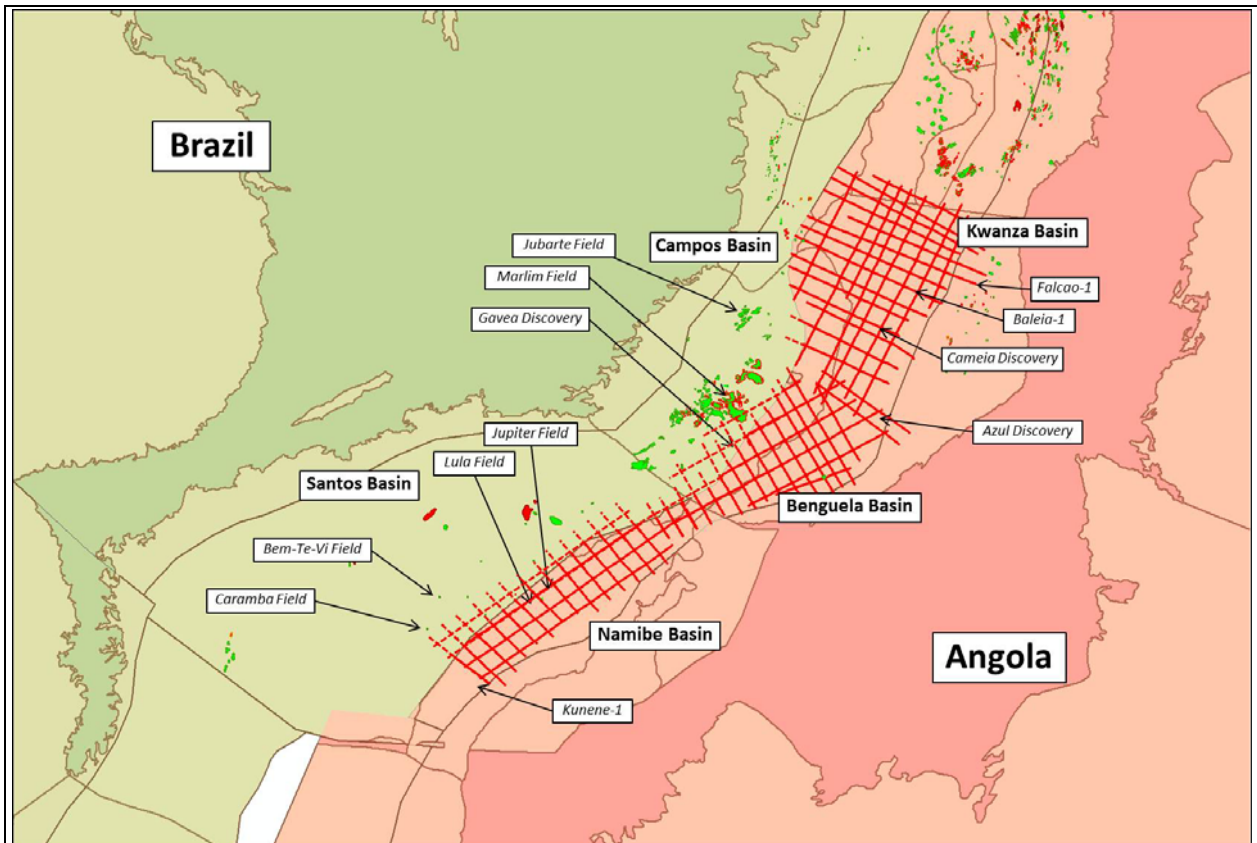 Brazil
Kwanza Basin
Jubarte Field
Campos Basin
Marlim Field
Falcao-1
Gavea Discovery
Baleia-1
Cameia Discovery
Jupiter Field
Azul Discovery
Lula Field
Santos Basin
Benguela Basin
Bem-Te-Vi Field
Caramba Field
Namibe Basin
Angola
Kunene-1